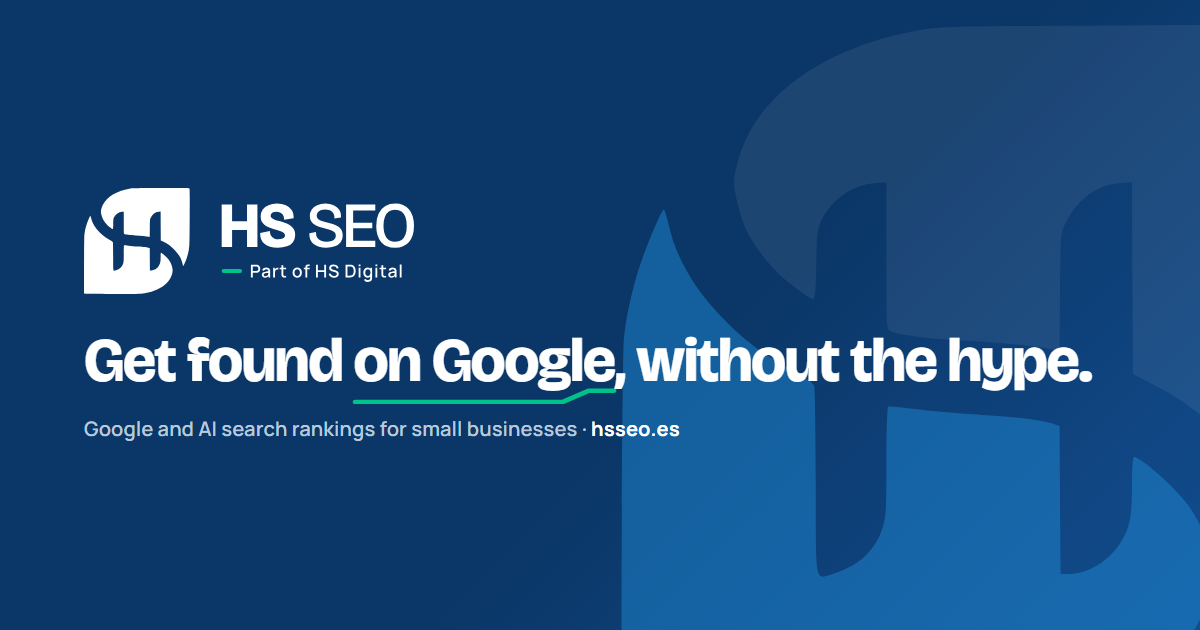 HS SEO
Part of HS Digital
Get found on Google, without the hype.
Google and AI search rankings for small businesses · hsseo.es